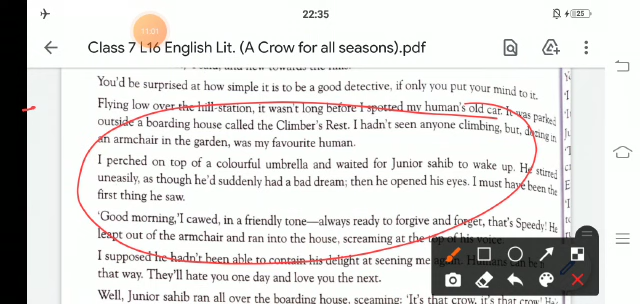 22:35
25
11:01
Class 7 L16 English Lit. (A Crow for all seasons).pdf
You'd be surprised at how simple it is to be a good detective, if only you put your mind to it.
Flying low over the hill-station, it wasn't long before I spotted my human's old car. It was parked
outside a boarding house called the Climber's Rest. I hadn't seen anyone climbing, but, dozing in
an armchair in the garden, was my favourite human.
I perched on top of a colourful umbrella and waited for Junior sahib to wake up. He stirred
uneasily, as though he'd suddenly had a bad dream; then he opened his eyes. I must have been the
first thing he saw.
'Good morning,' I cawed, in a friendly tone—always ready to forgive and forget, that's Speedy! He
leapt out of the armchair and ran into the house, screaming at the top of his voice.
I supposed he hadn't been able to contain his delight at seeing me again. Humans can be
that way. They'll hate you one day and love you the next.
Well, Junior sahib ran all over the boarding house, screaming: 'It's that crow, it's that crow! He's